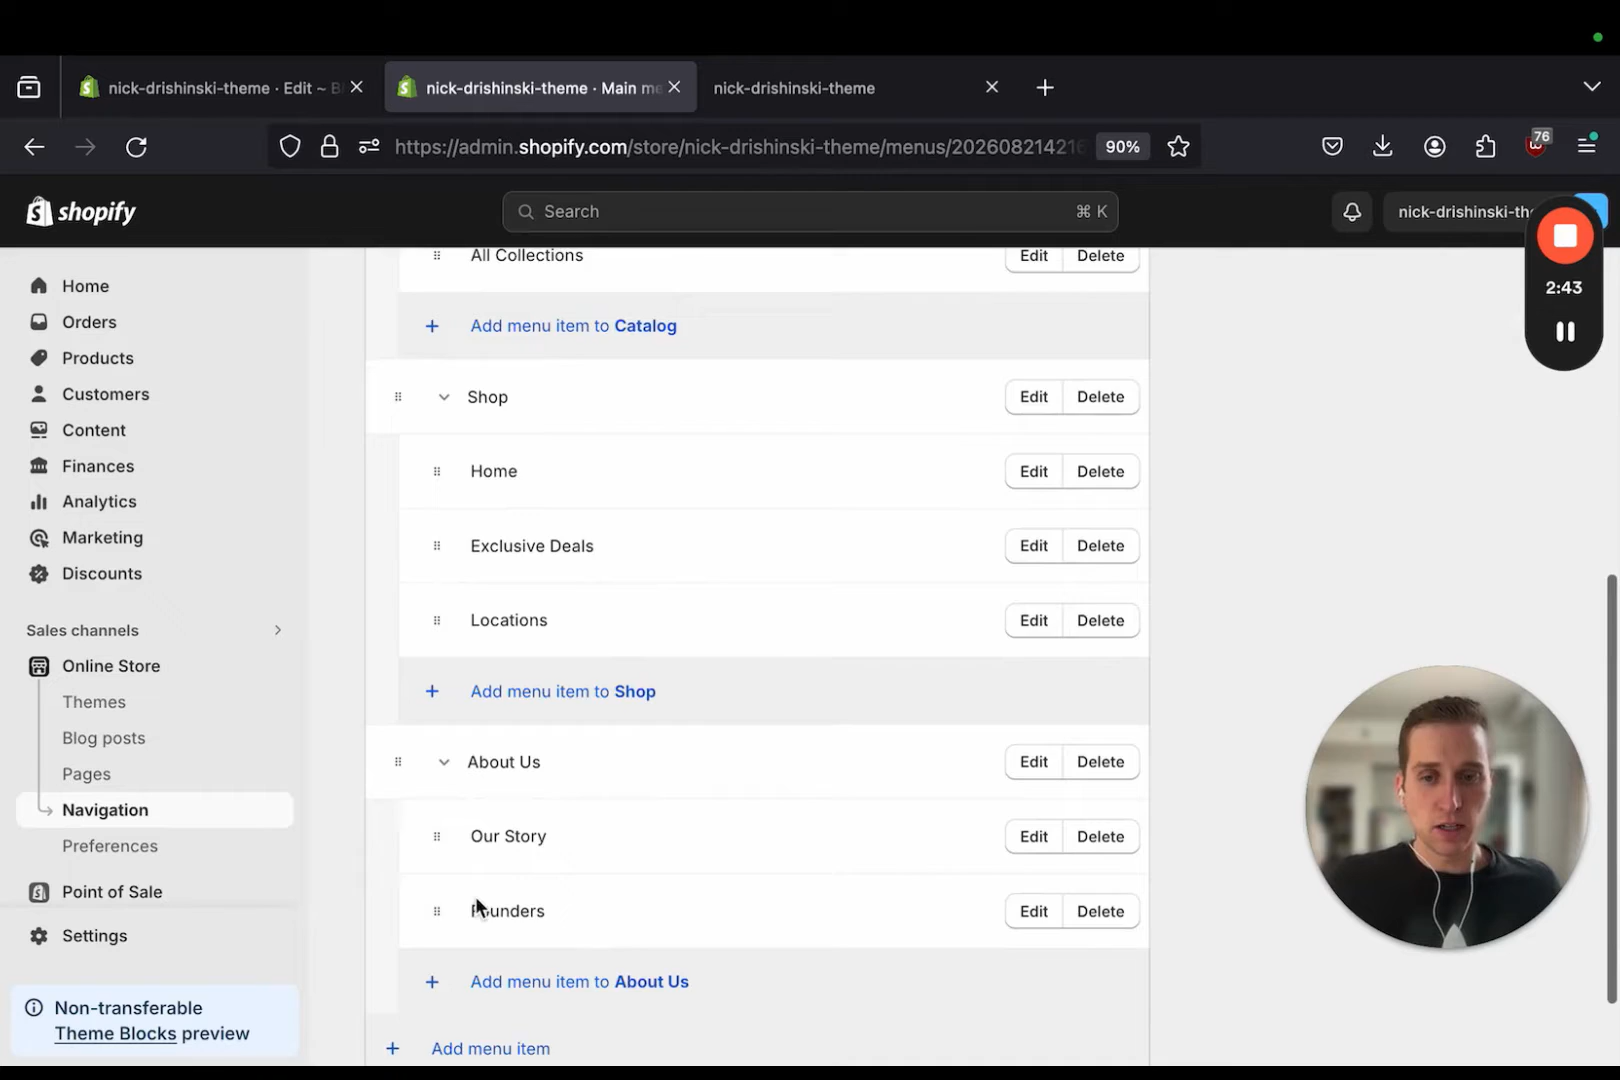 nick-drishinski-theme · Edit ~ B
nick-drishinski-theme · Main me
nick-drishinski-theme
https://admin.shopify.com/store/nick-drishinski-theme/menus/202608214216
90%
76
shopify
Search
⌘ K
nick-drishinski-the
2:43
Home
Orders
Products
Customers
Content
Finances
Analytics
Marketing
Discounts
Sales channels
Online Store
Themes
Blog posts
Pages
Navigation
Preferences
Point of Sale
Settings
Non-transferable
Theme Blocks preview
All Collections Edit Delete
+ Add menu item to Catalog
Shop Edit Delete
Home Edit Delete
Exclusive Deals Edit Delete
Locations Edit Delete
+ Add menu item to Shop
About Us Edit Delete
Our Story Edit Delete
Founders Edit Delete
+ Add menu item to About Us
+ Add menu item